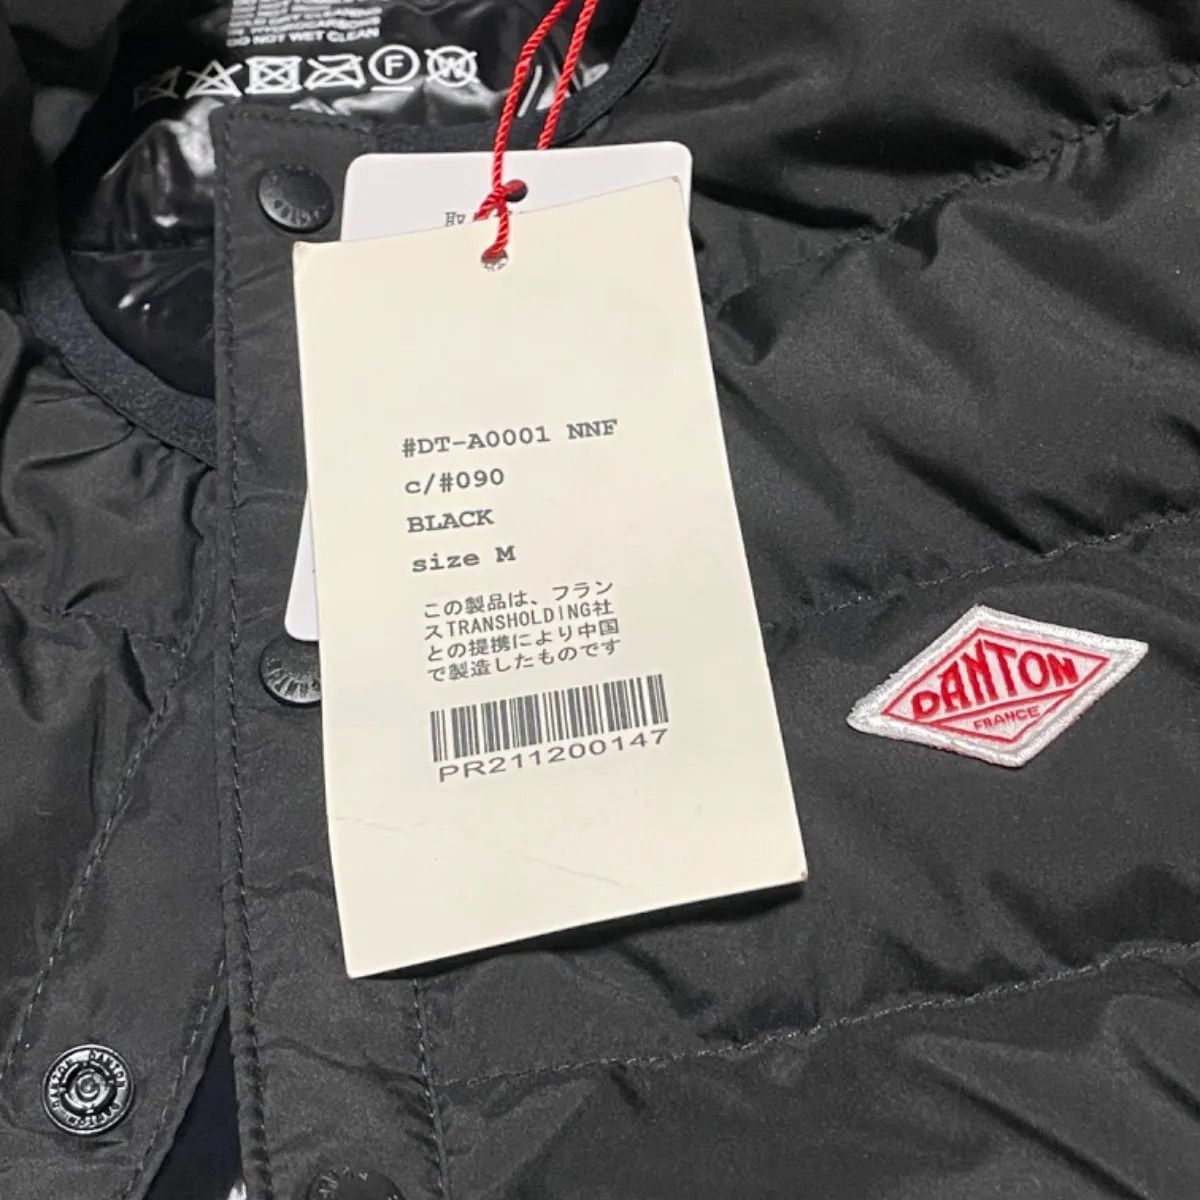 DO NOT WET CLEAN
F W
#DT-A0001 NNF
c/#090
BLACK
size M
この製品は、フラン
スTRANSHOLDING社
との提携により中国
で製造したものです
PR211200147
DANTON
FRANCE
DANTON DANTON